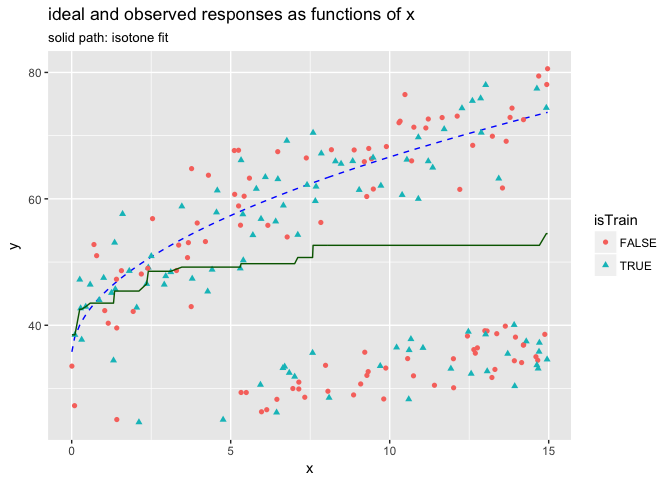 ideal and observed responses as functions of x
solid path: isotone fit
80
60
40
y
0 5 10 15
x
isTrain
FALSE
TRUE